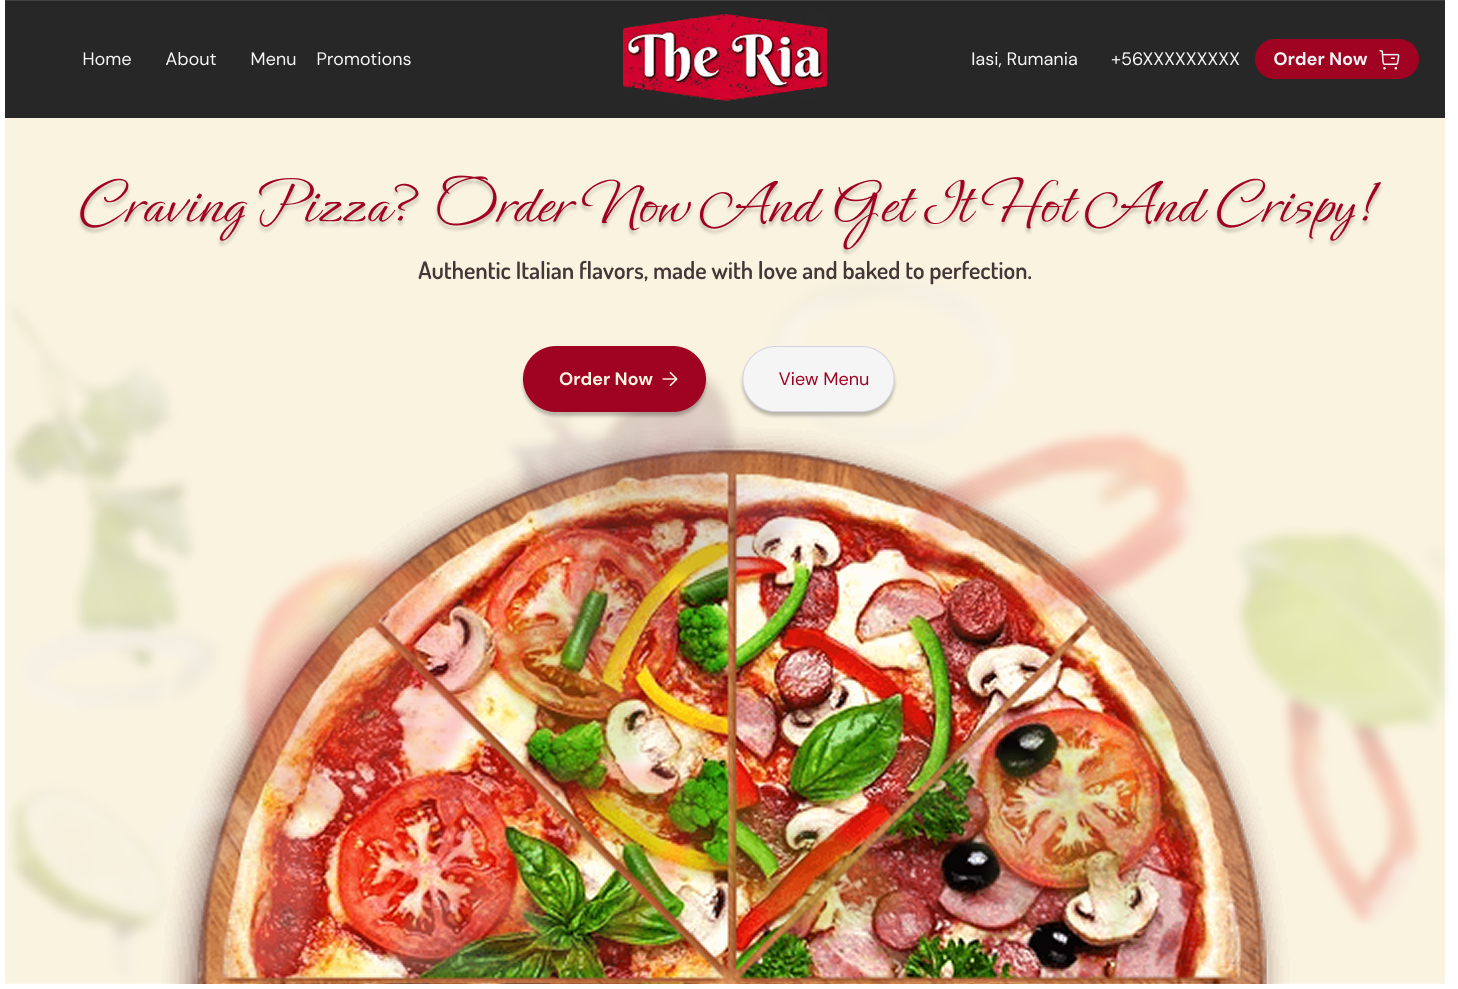 Home About Menu Promotions The Ria Iasi, Rumania +56XXXXXXXXX Order Now
Craving Pizza? Order Now And Get It Hot And Crispy!
Authentic Italian flavors, made with love and baked to perfection.
Order Now → View Menu